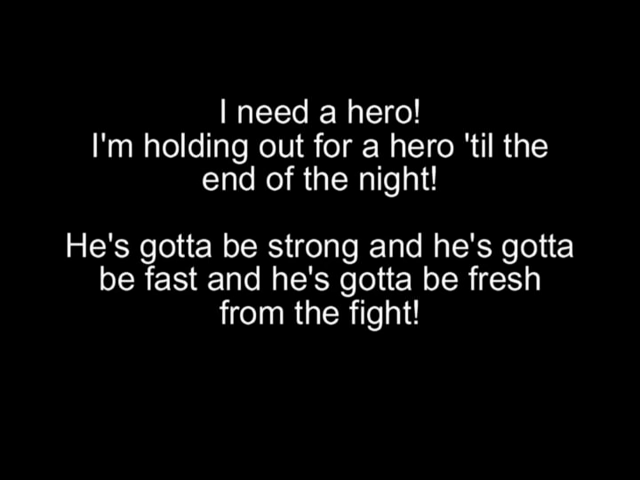 I need a hero!
I'm holding out for a hero 'til the
end of the night!
He's gotta be strong and he's gotta
be fast and he's gotta be fresh
from the fight!